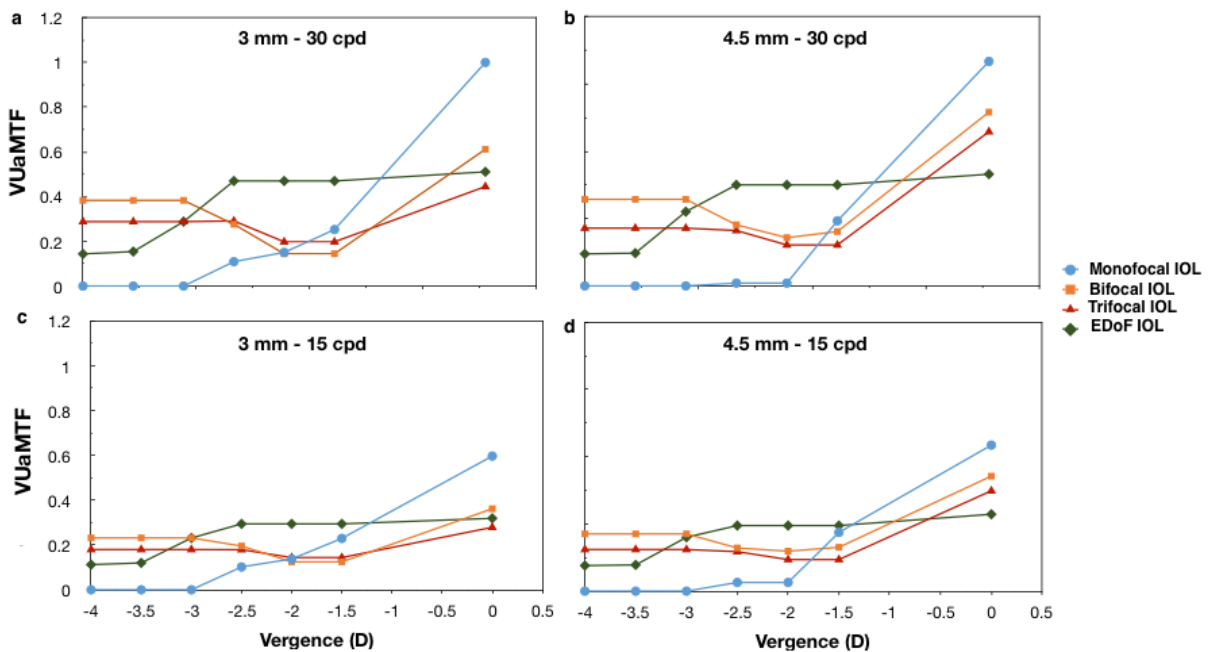 a
3 mm - 30 cpd
b
4.5 mm - 30 cpd
1.2
1
0.8
0.6
0.4
0.2
0
VUaMTF
c
3 mm - 15 cpd
d
4.5 mm - 15 cpd
1.2
1
0.8
0.6
0.4
0.2
0
VUaMTF
-4 -3.5 -3 -2.5 -2 -1.5 -1 -0.5 0 0.5
Vergence (D)
-4 -3.5 -3 -2.5 -2 -1.5 -1 -0.5 0 0.5
Vergence (D)
Monofocal IOL
Bifocal IOL
Trifocal IOL
EDoF IOL